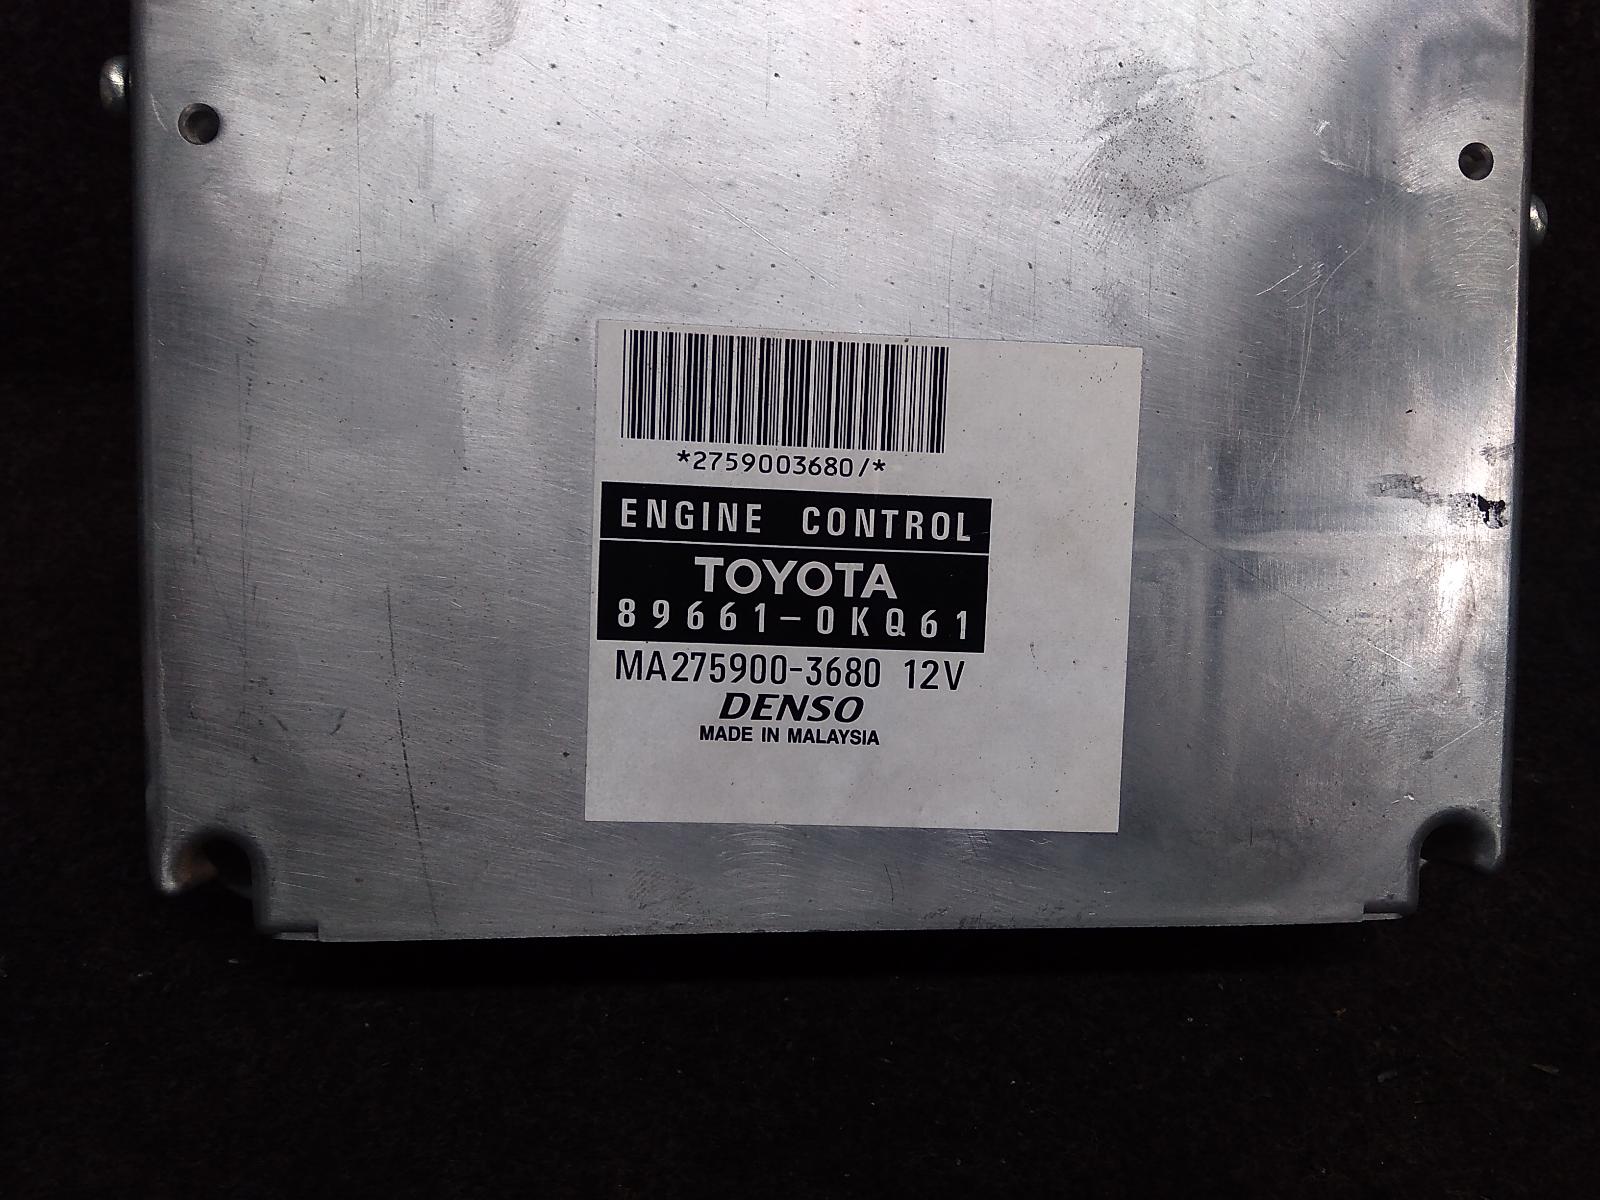 *2759003680/*
ENGINE CONTROL
TOYOTA
89661-0KQ61
MA275900-3680 12V
DENSO
MADE IN MALAYSIA